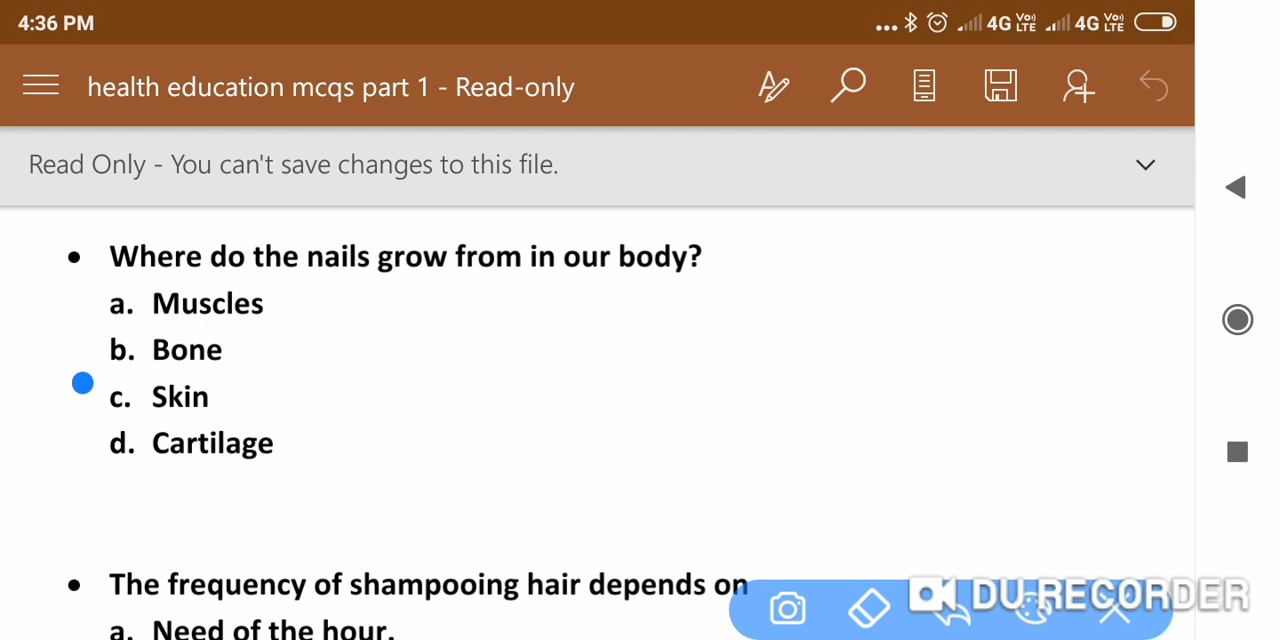 4:36 PM
4G VoLTE 4G VoLTE
health education mcqs part 1 - Read-only
Read Only - You can't save changes to this file.
• Where do the nails grow from in our body?
a. Muscles
b. Bone
c. Skin
d. Cartilage
• The frequency of shampooing hair depends on
a. Need of the hour.
DU RECORDER